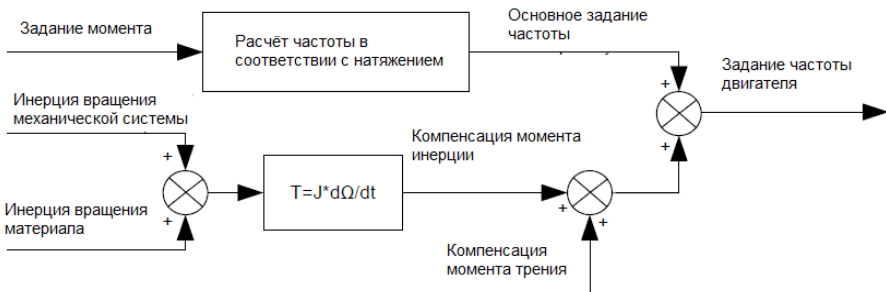 Задание момента
Расчёт частоты в
соответствии с натяжением
Основное задание
частоты
Задание частоты
двигателя
+
+
Инерция вращения
механической системы
+
+
Инерция вращения
материала
T=J*dΩ/dt
Компенсация момента
инерции
+
+
Компенсация
момента трения